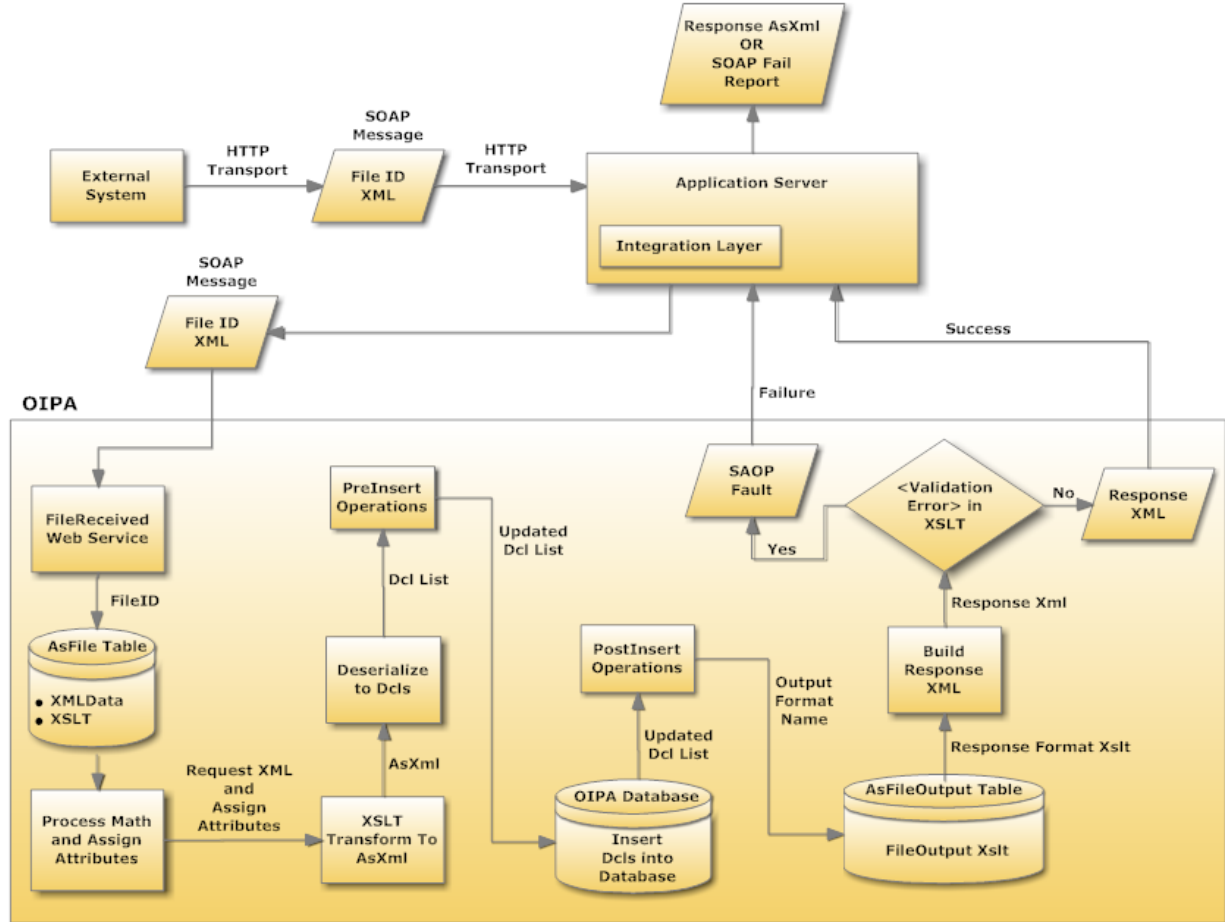 Response AsXml
OR
SOAP Fail
Report
SOAP
Message
HTTP
Transport
HTTP
Transport
External
System
File ID
XML
Application Server
Integration Layer
SOAP
Message
File ID
XML
Success
Failure
OIPA
SAOP
Fault
<Validation
Error> in
XSLT
No
Response
XML
Yes
PreInsert
Operations
Updated
Dcl List
FileReceived
Web Service
FileID
Dcl List
Response Xml
AsFile Table
• XMLData
• XSLT
Deserialize
to Dcls
PostInsert
Operations
Output
Format
Name
Build
Response
XML
Request XML
and
Assign
Attributes
AsXml
Updated
Dcl List
Response Format Xslt
Process Math
and Assign
Attributes
XSLT
Transform To
AsXml
OIPA Database
Insert
Dcls into
Database
AsFileOutput Table
FileOutput Xslt